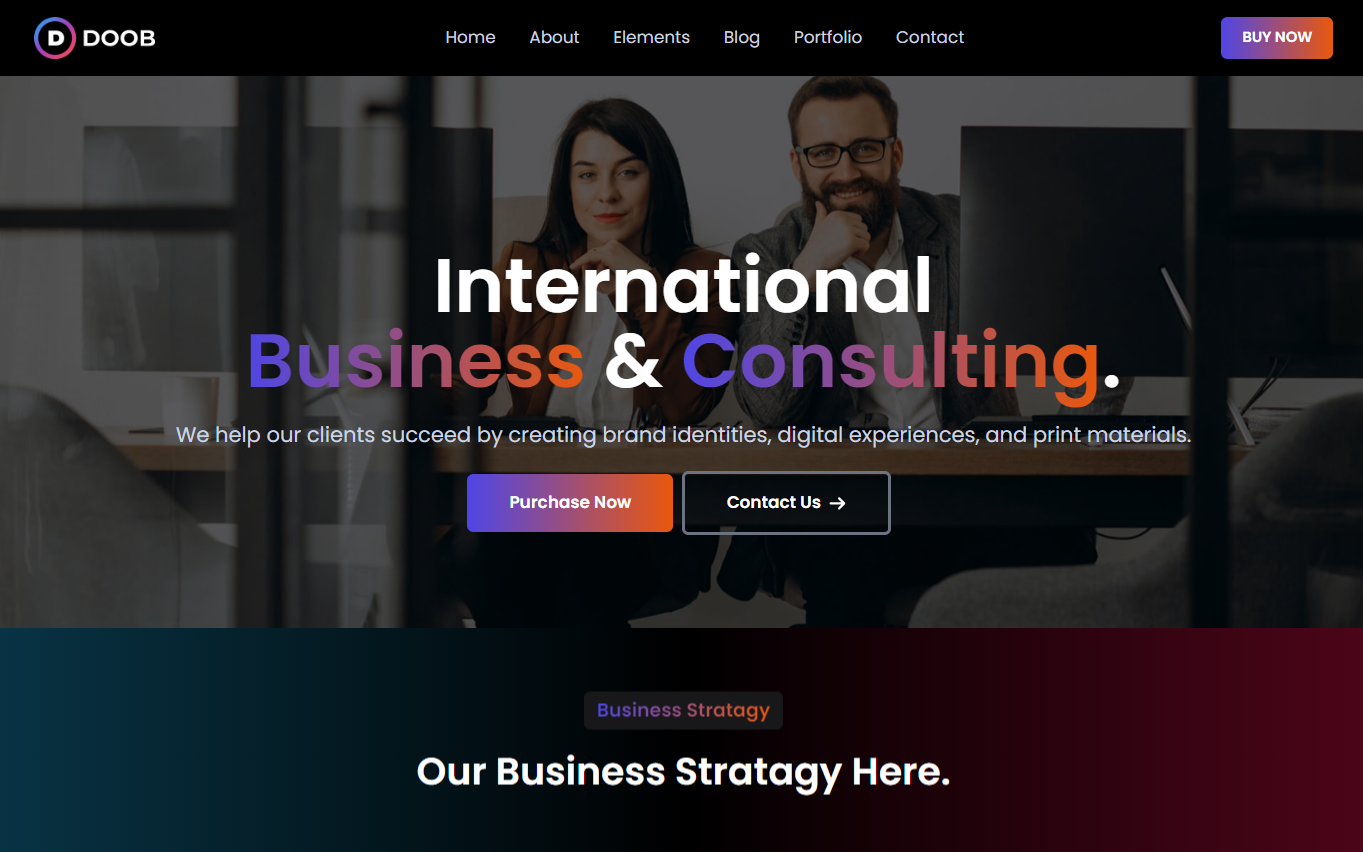 D DOOB
Home About Elements Blog Portfolio Contact
BUY NOW
International
Business & Consulting.
We help our clients succeed by creating brand identities, digital experiences, and print materials.
Purchase Now
Contact Us →
Business Stratagy
Our Business Stratagy Here.